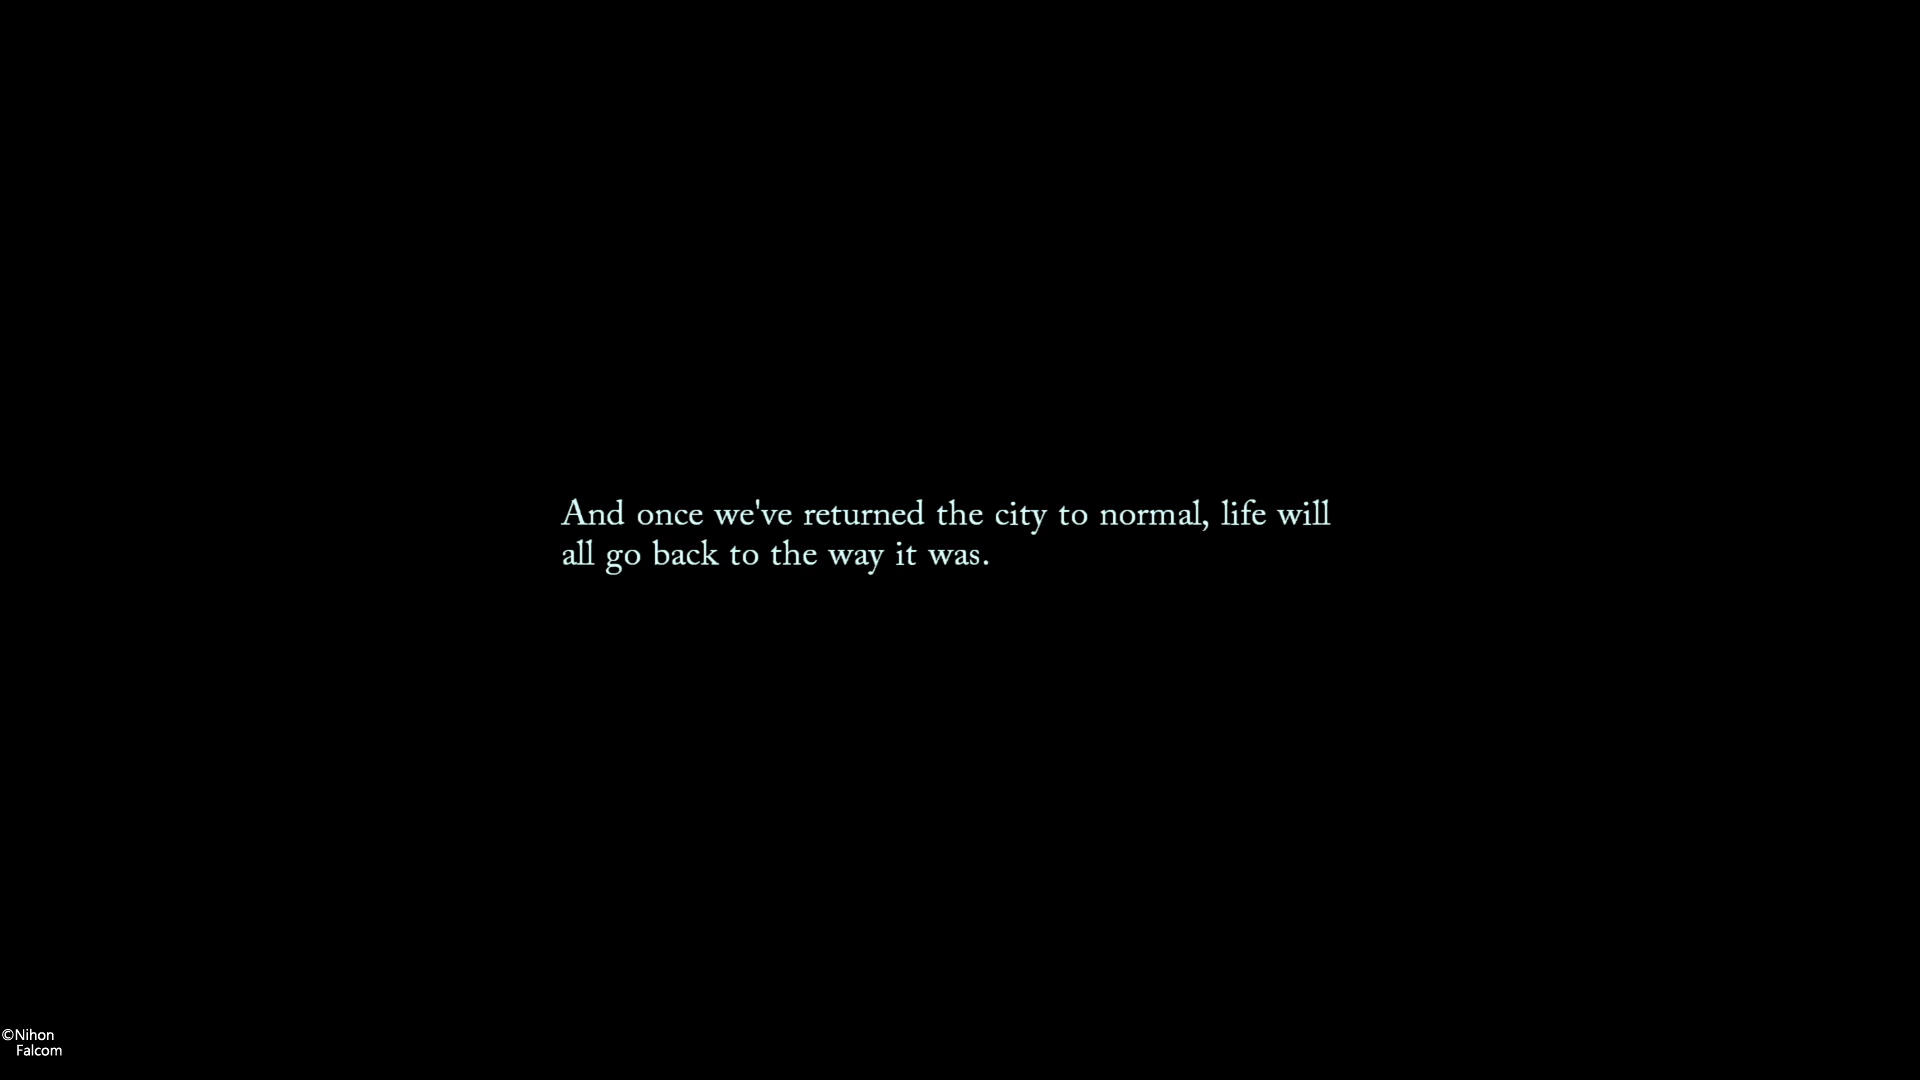 And once we've returned the city to normal, life will
all go back to the way it was.
©Nihon
Falcom